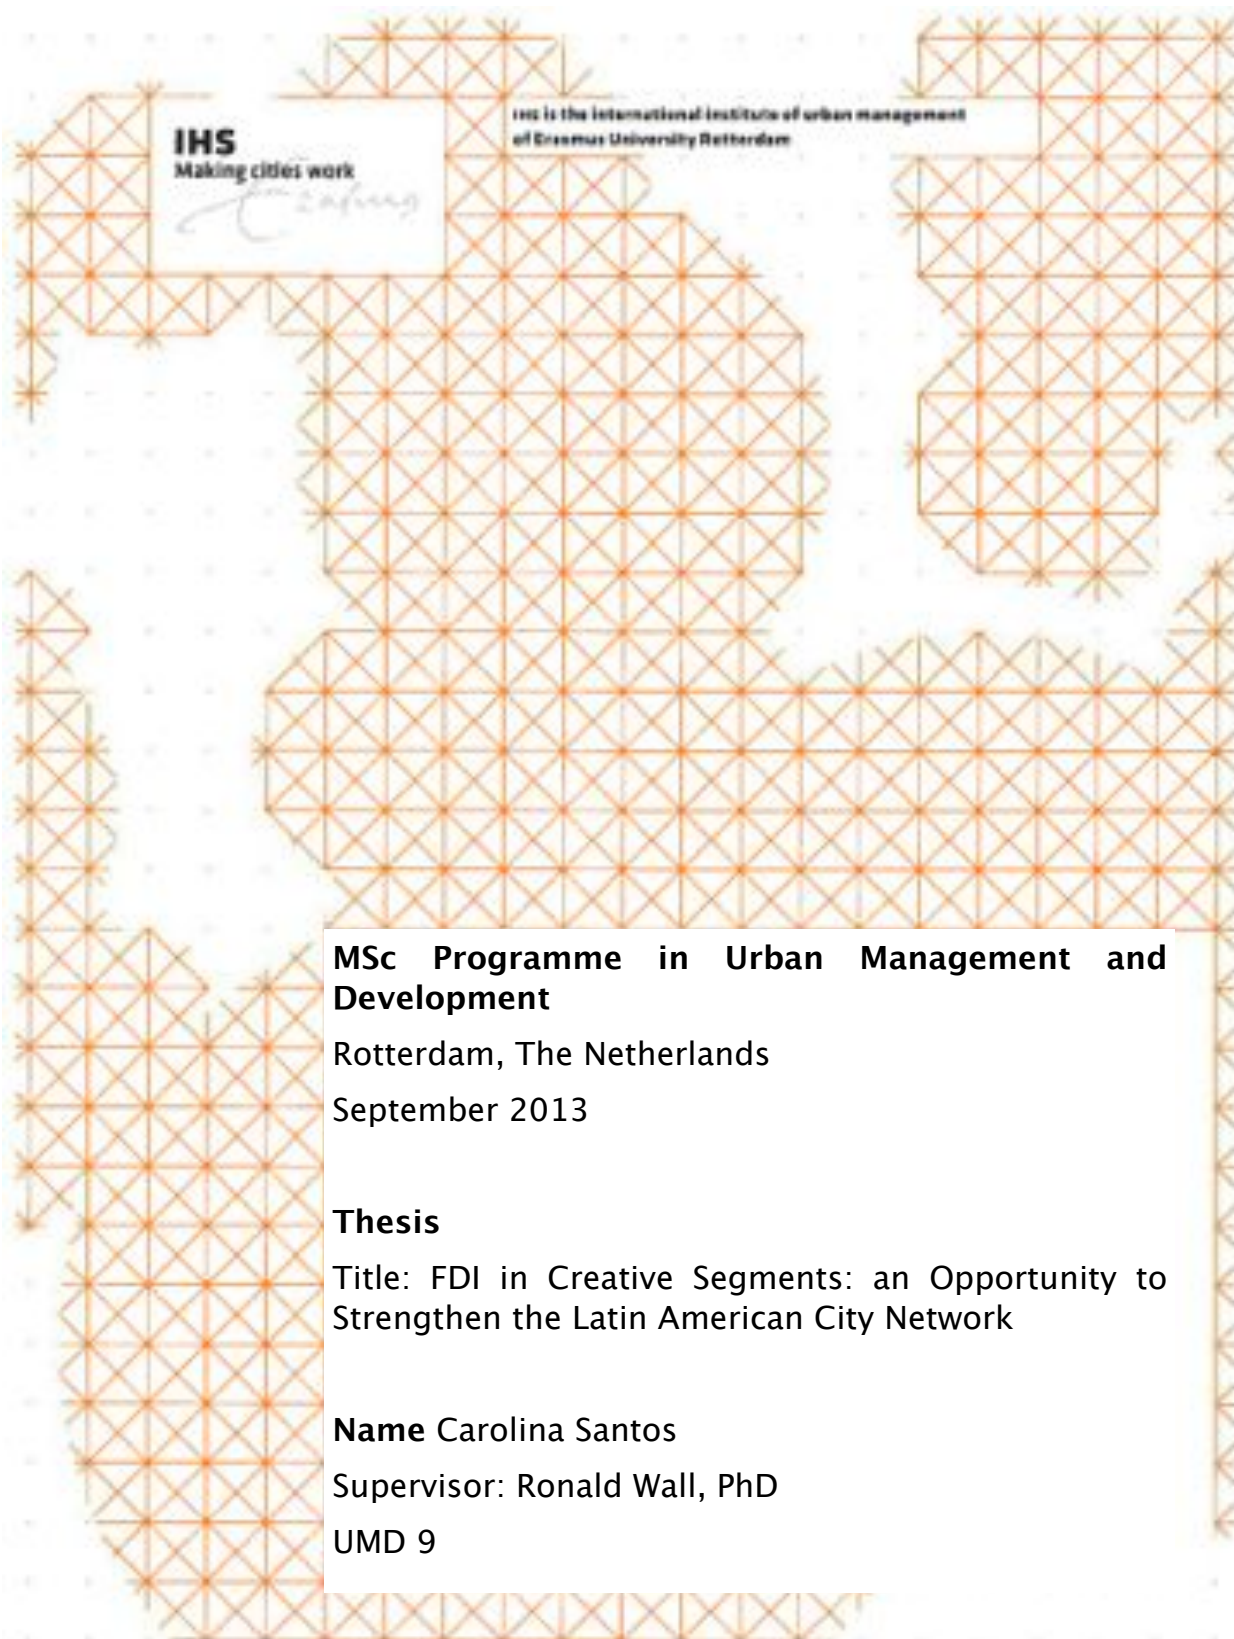 IHS is the international institute of urban management
of Erasmus University Rotterdam
IHS
Making cities work
Erasmus
MSc Programme in Urban Management and
Development
Rotterdam, The Netherlands
September 2013
Thesis
Title: FDI in Creative Segments: an Opportunity to
Strengthen the Latin American City Network
Name Carolina Santos
Supervisor: Ronald Wall, PhD
UMD 9